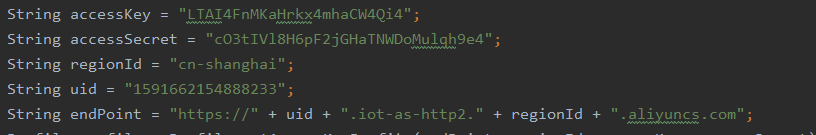 String accessKey = "LTAI4FnMKaHrkx4mhaCW4Qi4";
String accessSecret = "cO3tIVl8H6pF2jGHaTNWDoMulqh9e4";
String regionId = "cn-shanghai";
String uid = "1591662154888233";
String endPoint = "https://" + uid + ".iot-as-http2." + regionId + ".aliyuncs.com";